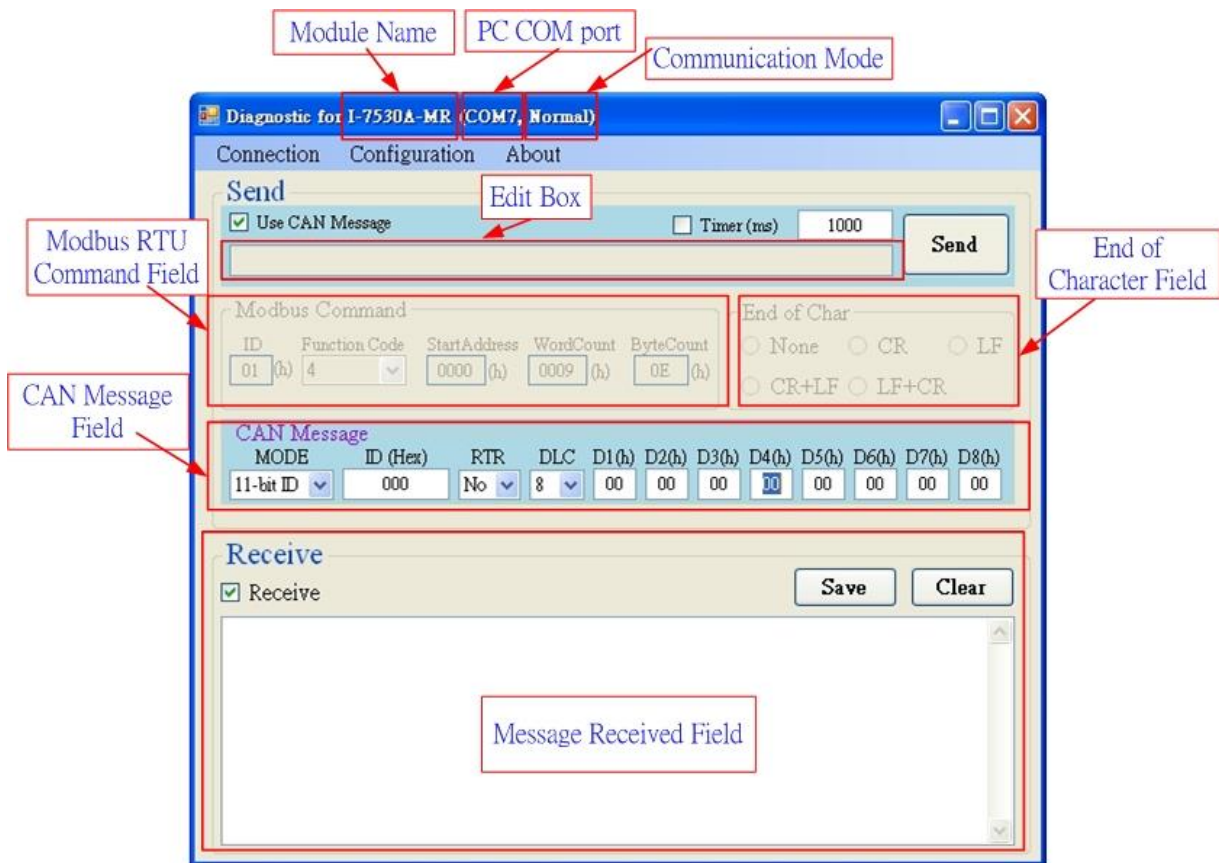 Module Name
PC COM port
Communication Mode
Diagnostic for I-7530A-MR (COM7, Normal)
Connection Configuration About
Send
Edit Box
Use CAN Message
Timer (ms) 1000
Send
Modbus RTU
Command Field
End of
Character Field
Modbus Command
ID Function Code StartAddress WordCount ByteCount
01 (h) 4 0000 (h) 0009 (h) 0E (h)
End of Char
None CR LF
CR+LF LF+CR
CAN Message
Field
CAN Message
MODE ID (Hex) RTR DLC D1(h) D2(h) D3(h) D4(h) D5(h) D6(h) D7(h) D8(h)
11-bit ID 000 No 8 00 00 00 00 00 00 00 00
Receive
Receive
Save Clear
Message Received Field